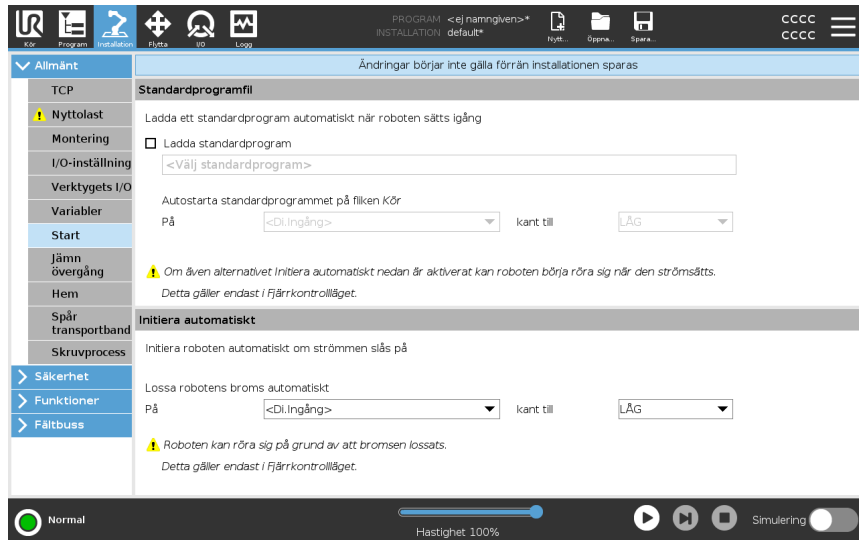 PROGRAM <ej namngiven>*
INSTALLATION default*
Kör
Program
Installation
Flytta
I/O
Logg
Nytt...
Öppna...
Spara...
cccc
cccc
Allmänt
TCP
Nyttolast
Montering
I/O-inställning
Verktygets I/O
Variabler
Start
Jämn
övergång
Hem
Spår
transportband
Skruvprocess
Säkerhet
Funktioner
Fältbuss
Ändringar börjar inte gälla förrän installationen sparas
Standardprogramfil
Ladda ett standardprogram automatiskt när roboten sätts igång
Ladda standardprogram
<Välj standardprogram>
Autostarta standardprogrammet på fliken Kör
På <Di.Ingång> kant till LÅG
Om även alternativet Initiera automatiskt nedan är aktiverat kan roboten börja röra sig när den strömsätts.
Detta gäller endast i Fjärrkontrolläget.
Initiera automatiskt
Initiera roboten automatiskt om strömmen slås på
Lossa robotens broms automatiskt
På <Di.Ingång> kant till LÅG
Roboten kan röra sig på grund av att bromsen lossats.
Detta gäller endast i Fjärrkontrolläget.
Normal
Hastighet 100%
Simulering